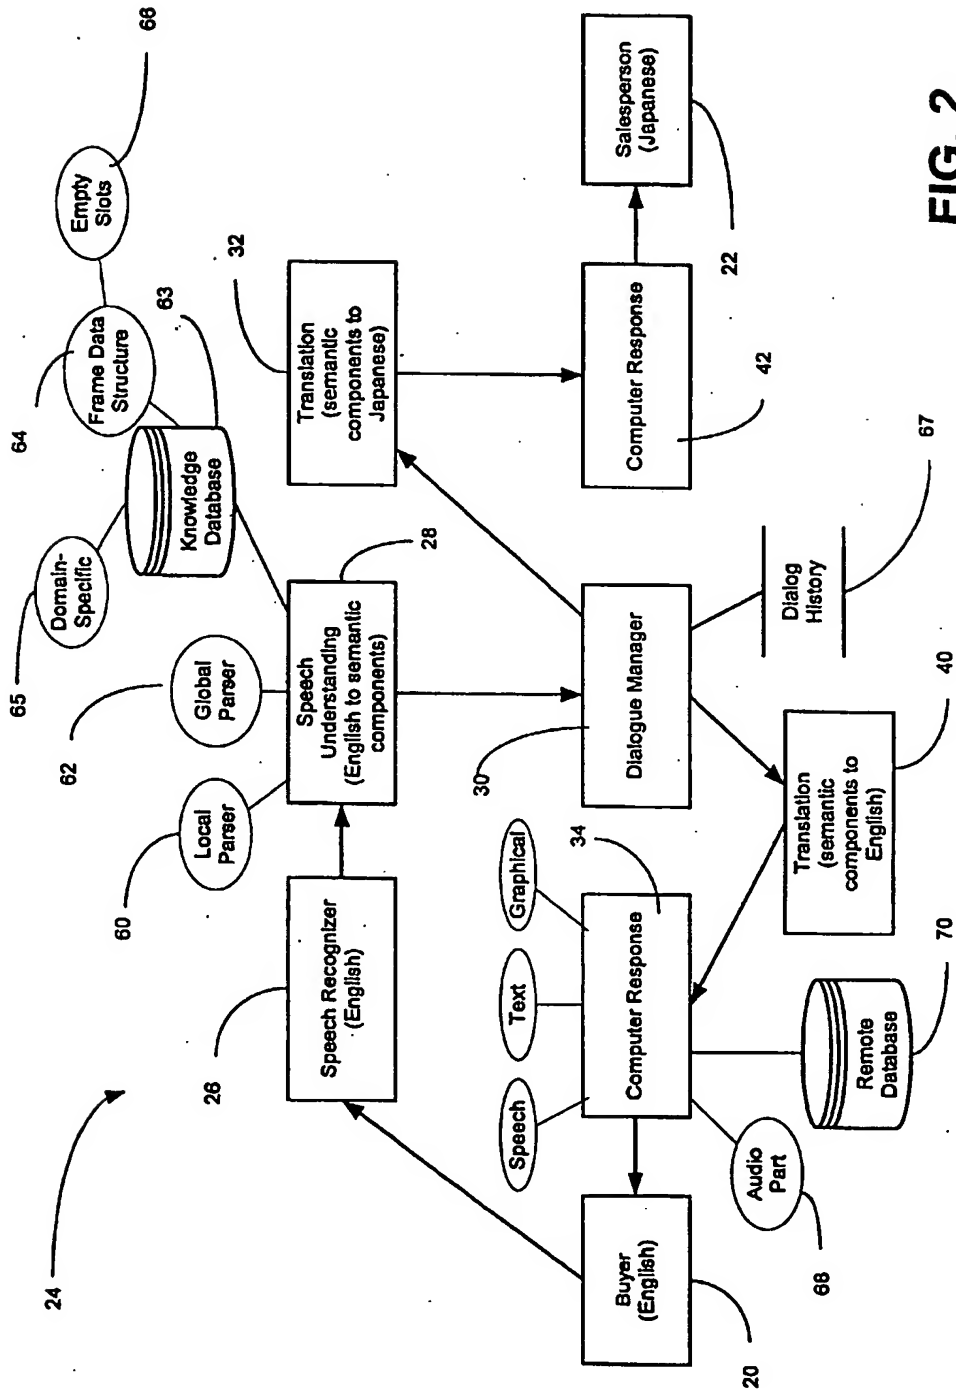 65
64
24
62
Domain-
Specific
Empty
Slots
Frame Data
Structure
66
60
63
Local
Parser
Global
Parser
Knowledge
Database
26
32
Speech Recognizer
(English)
Speech
Understanding
(English to semantic
components)
28
Translation
(semantic
components to
Japanese)
30
34
Speech
Text
Graphical
Buyer
(English)
Computer Response
Dialogue Manager
Computer Response
Salesperson
(Japanese)
20
22
42
Audio
Part
Dialog
History
68
67
Remote
Database
Translation
(semantic
components to
English)
70
40
FIG. 2